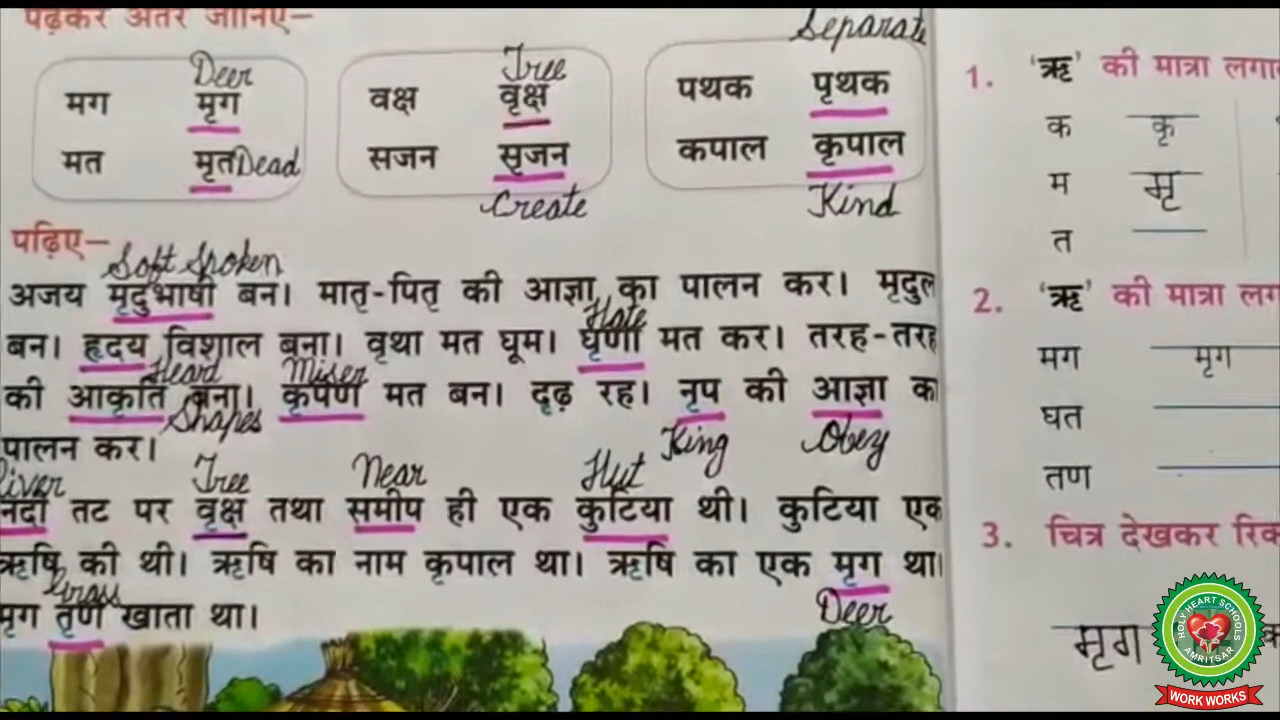 पढ़कर अंतर जानिए–
Separate
Deer Tree
मग मृग वक्ष वृक्ष पथक पृथक
मत मृत Dead सजन सृजन कपाल कृपाल
Create Kind
पढ़िए–
Soft Spoken
अजय मृदुभाषी बन। मातृ-पितृ की आज्ञा का पालन कर। मृदुल
Hate
बन। हृदय विशाल बना। वृथा मत घूम। घृणा मत कर। तरह-तरह
Heard Miser
की आकृति बना। कृपण मत बन। दृढ़ रह। नृप की आज्ञा का
Shapes King Obey
पालन कर।
River Tree Near Hut
नदी तट पर वृक्ष तथा समीप ही एक कुटिया थी। कुटिया एक
ऋषि की थी। ऋषि का नाम कृपाल था। ऋषि का एक मृग था।
Grass Deer
मृग तृण खाता था।
1. 'ऋ' की मात्रा लगा
क कृ
म मृ
त
2. 'ऋ' की मात्रा लग
मग मृग
घत
तण
3. चित्र देखकर रिक
मृग
HOLY HEART SCHOOLS
AMRITSAR
WORK WORKS